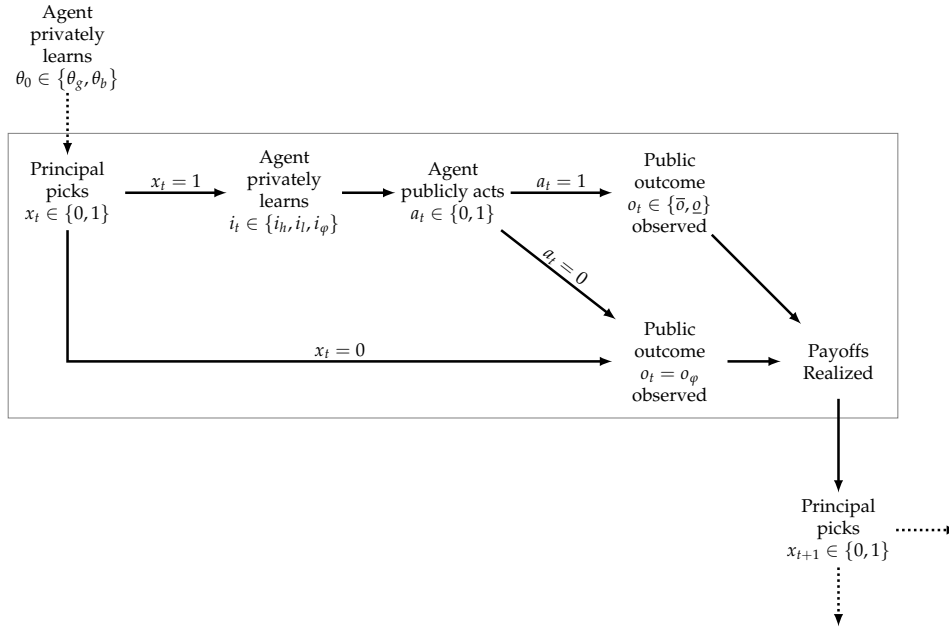 Agent
privately
learns
θ₀ ∈ {θ_g, θ_b}
Principal
picks
x_t ∈ {0, 1}
x_t = 1
Agent
privately
learns
i_t ∈ {i_h, i_l, i_φ}
Agent
publicly acts
a_t ∈ {0, 1}
a_t = 1
Public
outcome
o_t ∈ {o̅, o̲}
observed
a_t = 0
x_t = 0
Public
outcome
o_t = o_φ
observed
Payoffs
Realized
Principal
picks
x_{t+1} ∈ {0, 1}